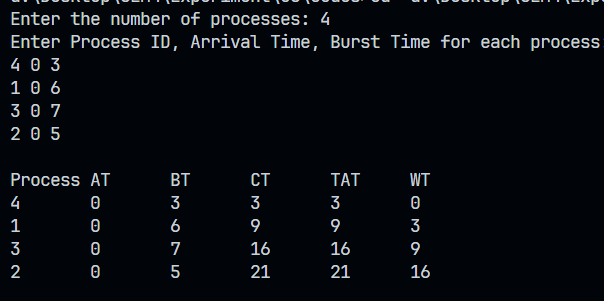 Enter the number of processes: 4
Enter Process ID, Arrival Time, Burst Time for each process
4 0 3
1 0 6
3 0 7
2 0 5
Process AT BT CT TAT WT
4 0 3 3 3 0
1 0 6 9 9 3
3 0 7 16 16 9
2 0 5 21 21 16